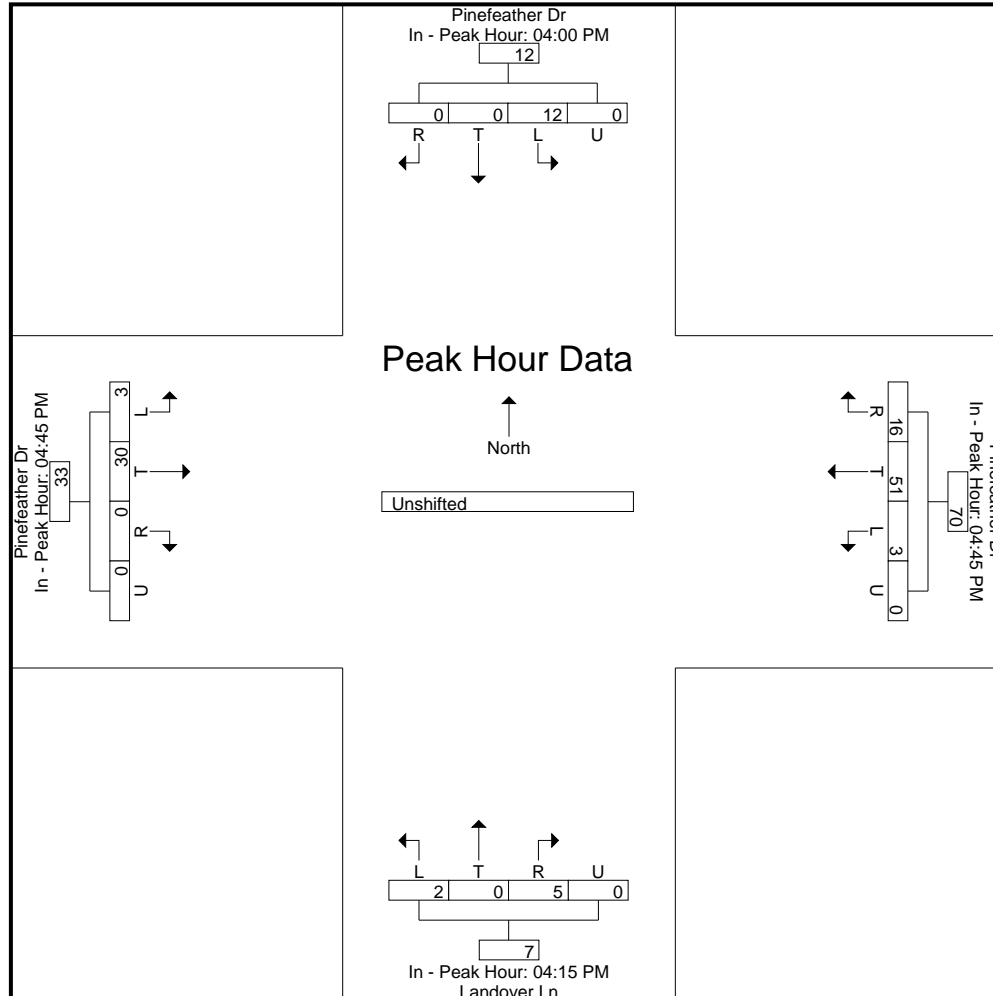 Pinefeather Dr
In - Peak Hour: 04:00 PM
12
0 0 12 0
R T L U
Peak Hour Data
North
Unshifted
Pinefeather Dr
In - Peak Hour: 04:45 PM
33
3 30 0 0
L T R U
In - Peak Hour: 04:45 PM
70
16 51 3 0
R T L U
L T R U
2 0 5 0
7
In - Peak Hour: 04:15 PM
Landover Ln